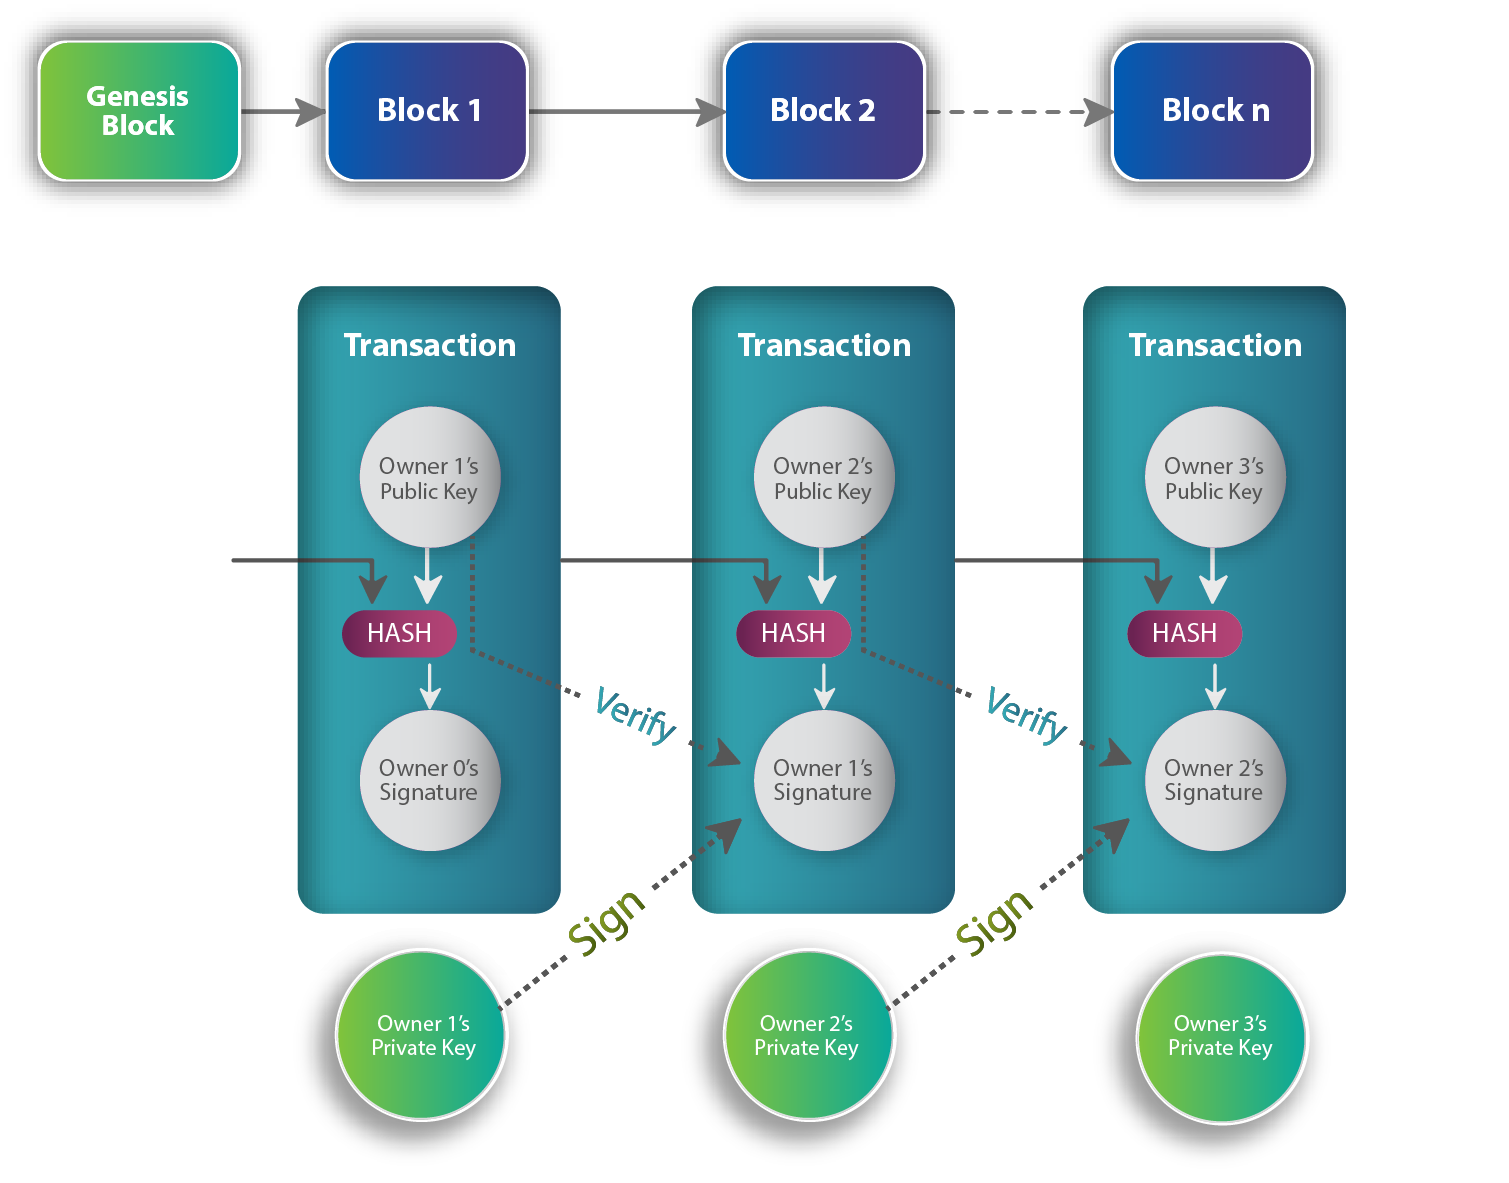 Genesis
Block
Block 1
Block 2
Block n
Transaction
Transaction
Transaction
Owner 1’s
Public Key
Owner 2’s
Public Key
Owner 3’s
Public Key
HASH
HASH
HASH
Verify
Verify
Owner 0’s
Signature
Owner 1’s
Signature
Owner 2’s
Signature
Sign
Sign
Owner 1’s
Private Key
Owner 2’s
Private Key
Owner 3’s
Private Key